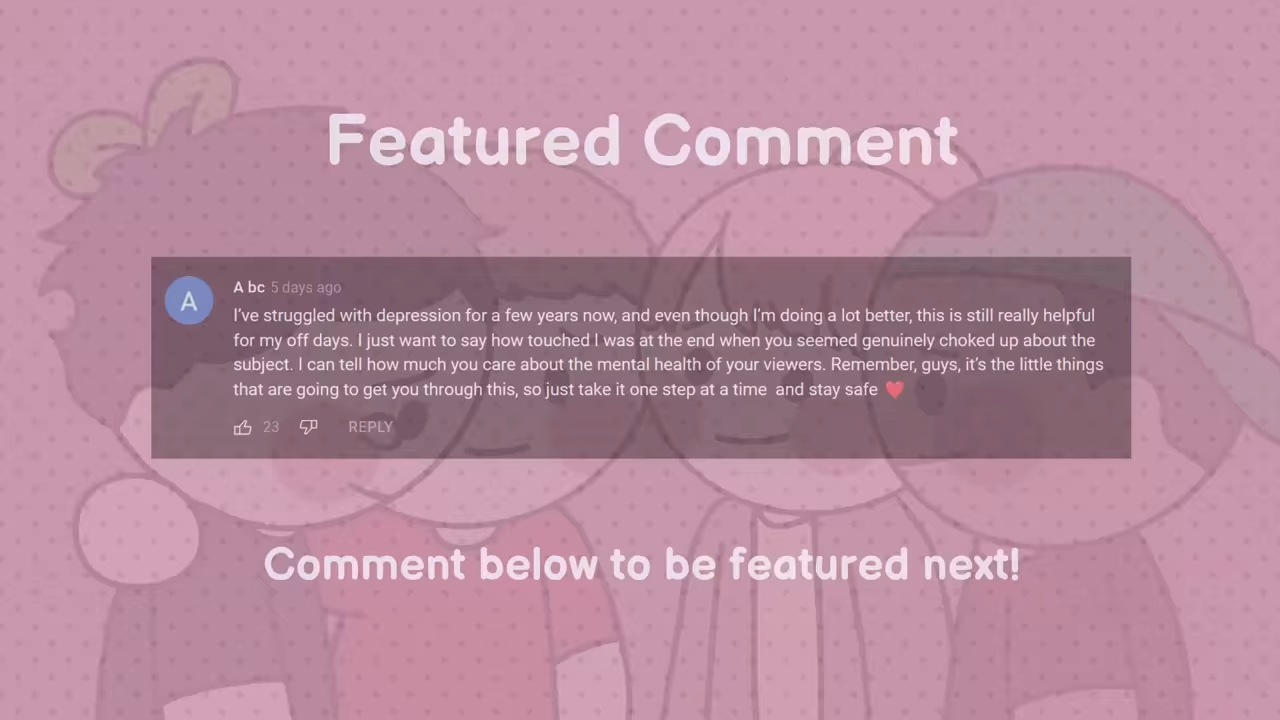 Featured Comment
A
A bc 5 days ago
I've struggled with depression for a few years now, and even though I'm doing a lot better, this is still really helpful
for my off days. I just want to say how touched I was at the end when you seemed genuinely choked up about the
subject. I can tell how much you care about the mental health of your viewers. Remember, guys, it's the little things
that are going to get you through this, so just take it one step at a time  and stay safe ❤️
23 REPLY
Comment below to be featured next!